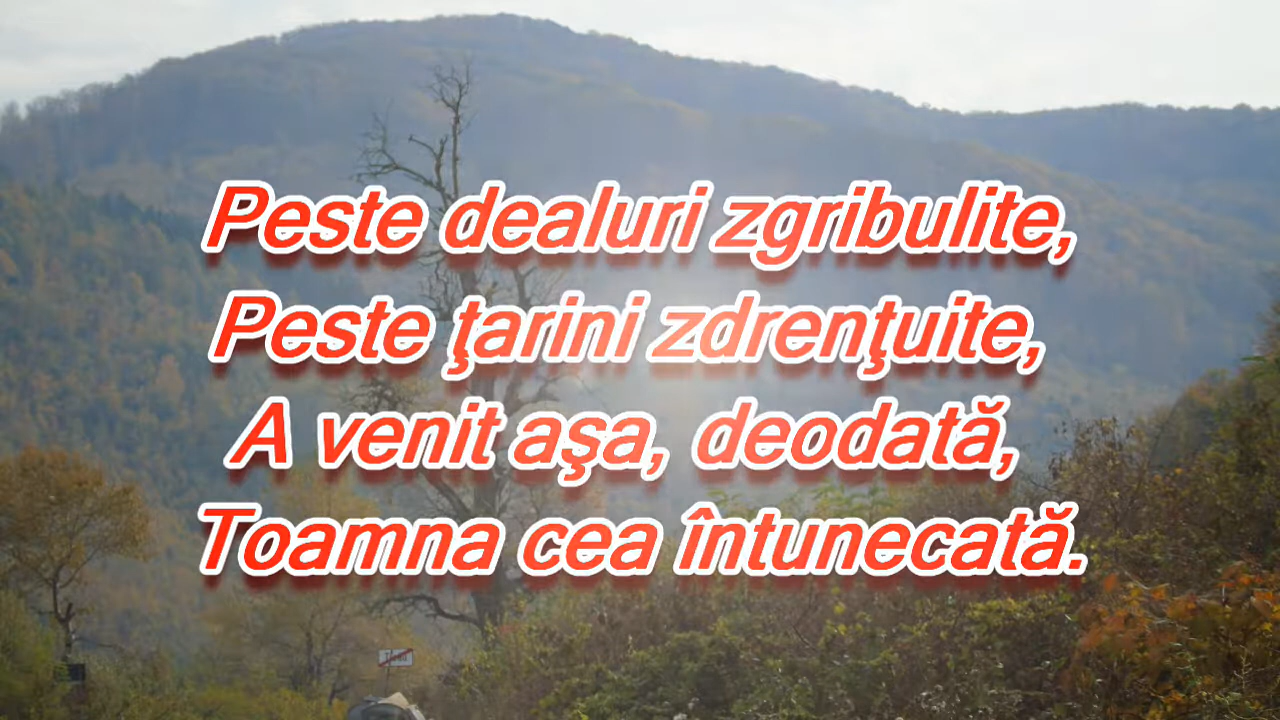 Peste dealuri zgribulite,
Peste ţarini zdrenţuite,
A venit aşa, deodată,
Toamna cea întunecată.